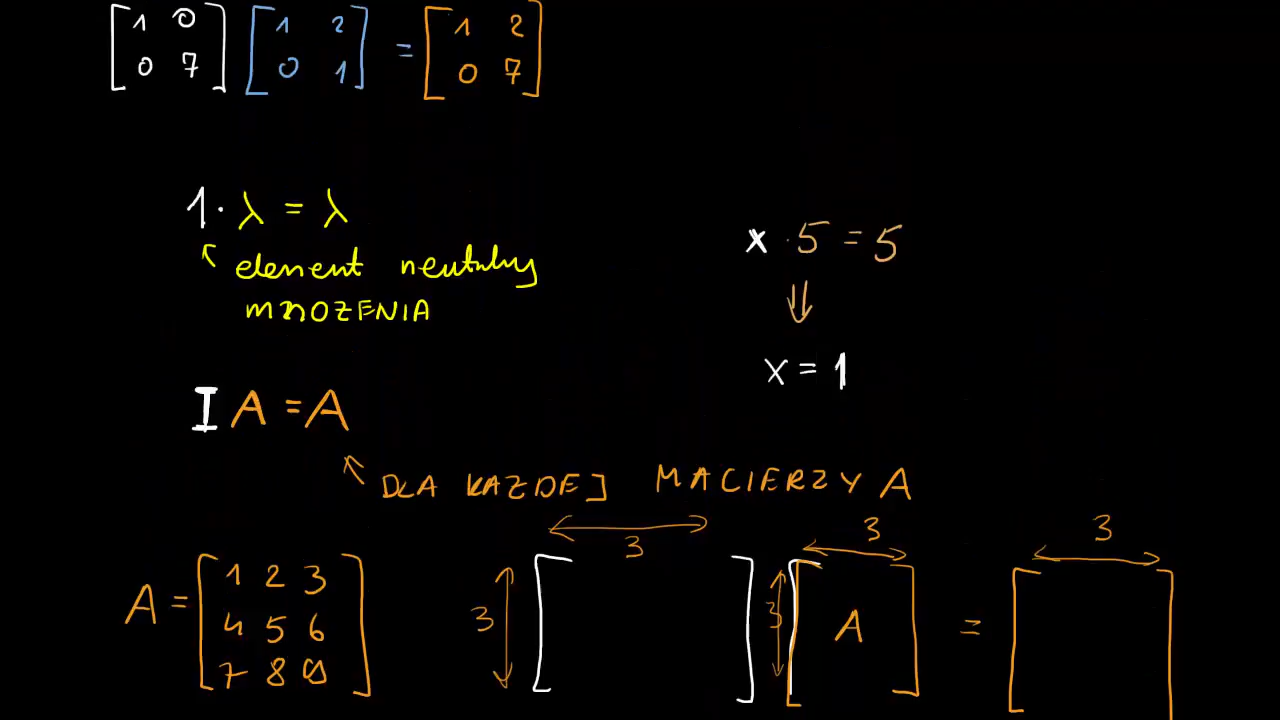 [1 0 0 7] [1 2 0 1] = [1 2 0 7]
1 · λ = λ
element neutralny
MNOZENIA
x · 5 = 5
⇓
x = 1
I A = A
DLA KAZDEJ MACIERZY A
A = [1 2 3
4 5 6
7 8 9]
3
3
3
3
A
=
3